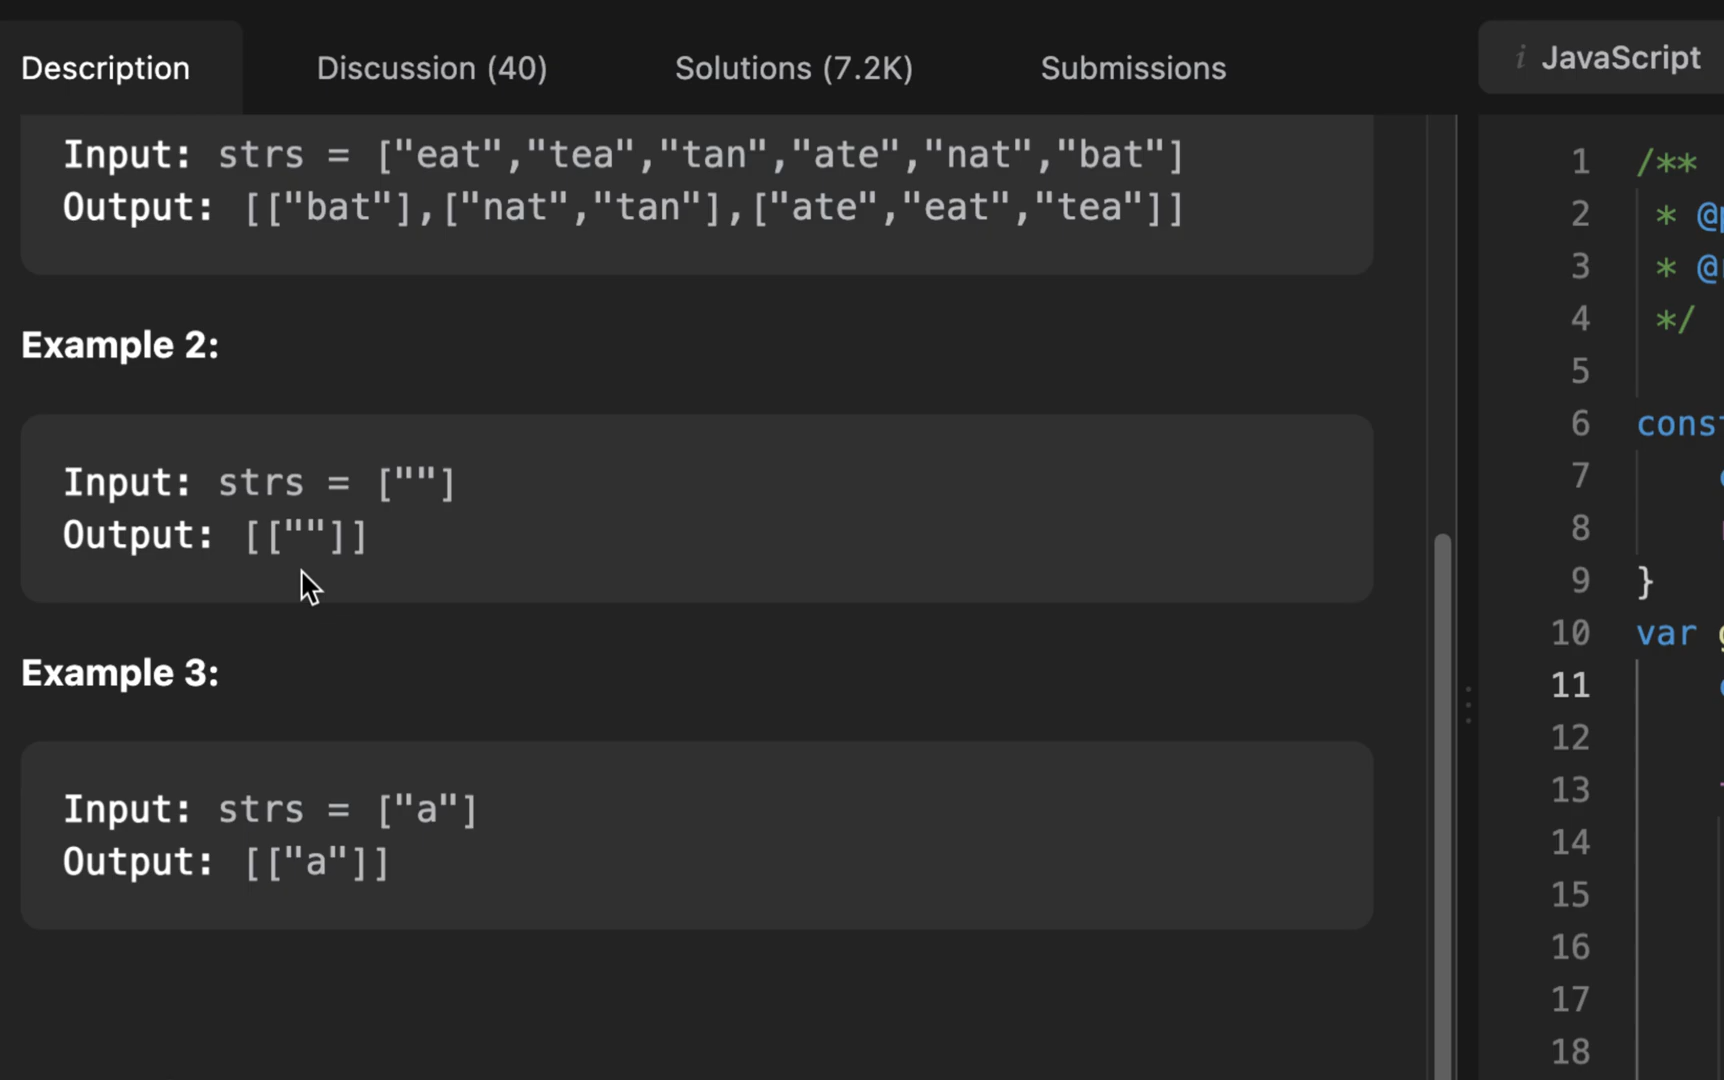 Description Discussion (40) Solutions (7.2K) Submissions
Input: strs = ["eat","tea","tan","ate","nat","bat"]
Output: [["bat"],["nat","tan"],["ate","eat","tea"]]
Example 2:
Input: strs = [""]
Output: [[""]]
Example 3:
Input: strs = ["a"]
Output: [["a"]]
i JavaScript
1 /**
2 * @
3 * @
4 */
5
6 const
7
8
9 }
10 var
11
12
13
14
15
16
17
18